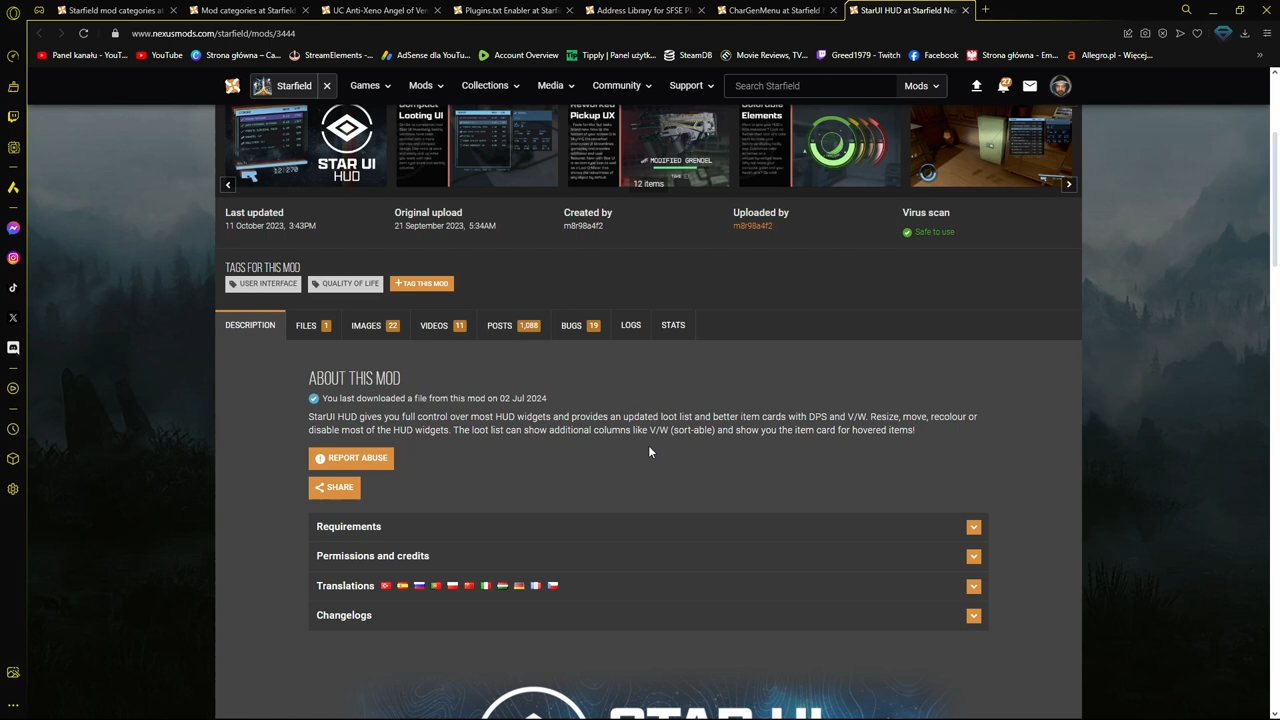 Starfield mod categories at
Mod categories at Starfield
UC Anti-Xeno Angel of Ven
Plugins.txt Enabler at Starfi
Address Library for SFSE Pl
CharGenMenu at Starfield
StarUI HUD at Starfield Ne
www.nexusmods.com/starfield/mods/3444
Panel kanału - YouT...
YouTube
Strona główna – Ca...
StreamElements -...
AdSense dla YouTu...
Account Overview
Tipply | Panel użytk...
SteamDB
Movie Reviews, TV...
Greed1979 - Twitch
Facebook
Strona główna - Em...
Allegro.pl - Więcej...
Starfield
Games
Mods
Collections
Media
Community
Support
Search Starfield
Mods
27
Compact
Looting UI
Reworked
Pickup UX
Elements
STAR UI
HUD
12/270
MODIFIED GRENDEL
12 items
Last updated
11 October 2023, 3:43PM
Original upload
21 September 2023, 5:34AM
Created by
m8r98a4f2
Uploaded by
m8r98a4f2
Virus scan
Safe to use
TAGS FOR THIS MOD
USER INTERFACE
QUALITY OF LIFE
+ TAG THIS MOD
DESCRIPTION
FILES 1
IMAGES 22
VIDEOS 11
POSTS 1,088
BUGS 19
LOGS
STATS
ABOUT THIS MOD
You last downloaded a file from this mod on 02 Jul 2024
StarUI HUD gives you full control over most HUD widgets and provides an updated loot list and better item cards with DPS and V/W. Resize, move, recolour or
disable most of the HUD widgets. The loot list can show additional columns like V/W (sort-able) and show you the item card for hovered items!
REPORT ABUSE
SHARE
Requirements
Permissions and credits
Translations
Changelogs
STAR UI